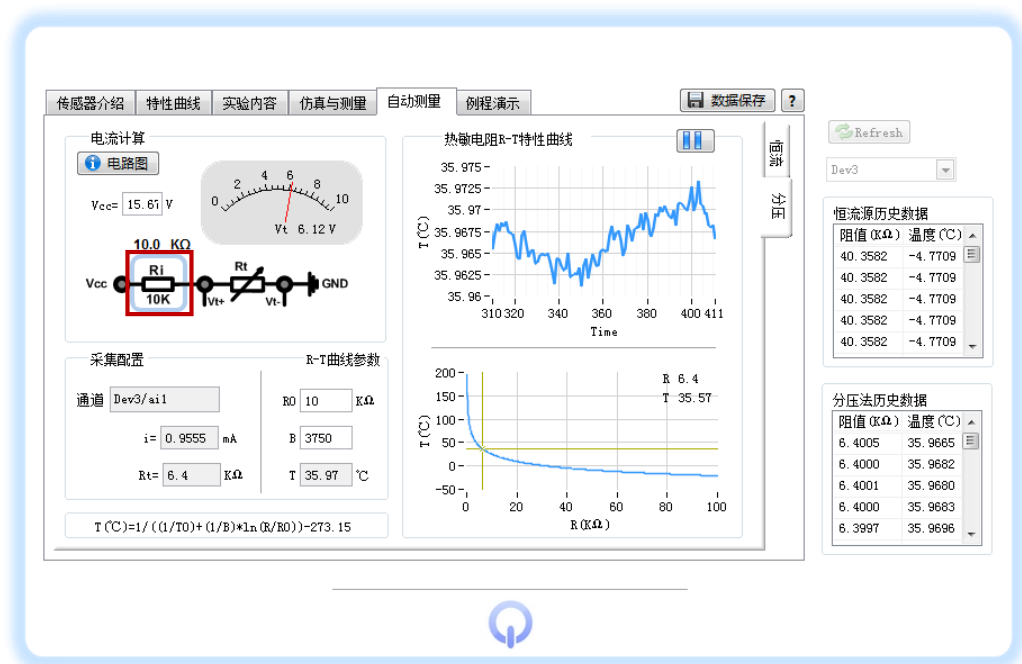 传感器介绍 特性曲线 实验内容 仿真与测量 自动测量 例程演示 数据保存 ?
电流计算
电路图
Vcc= 15.67 V
0 2 4 6 8 10
Vt 6.12 V
10.0 KΩ
Vcc Ri 10K Vt+ Rt Vt- GND
采集配置
通道 Dev3/ai1
i= 0.9555 mA
Rt= 6.4 KΩ
R-T曲线参数
R0 10 KΩ
B 3750
T 35.97 ℃
T(℃)=1/((1/T0)+(1/B)*ln(R/R0))-273.15
热敏电阻R-T特性曲线
T(℃)
35.975
35.9725
35.97
35.9675
35.965
35.9625
35.96
310 320 340 360 380 400 411
Time
R 6.4
T 35.57
T(℃)
200
150
100
50
0
-50
0 20 40 60 80 100
R(KΩ)
恒流
分压
Refresh
Dev3
恒流源历史数据
阻值(KΩ) 温度(℃)
40.3582 -4.7709
40.3582 -4.7709
40.3582 -4.7709
40.3582 -4.7709
40.3582 -4.7709
分压法历史数据
阻值(KΩ) 温度(℃)
6.4005 35.9665
6.4000 35.9682
6.4001 35.9680
6.4000 35.9683
6.3997 35.9696